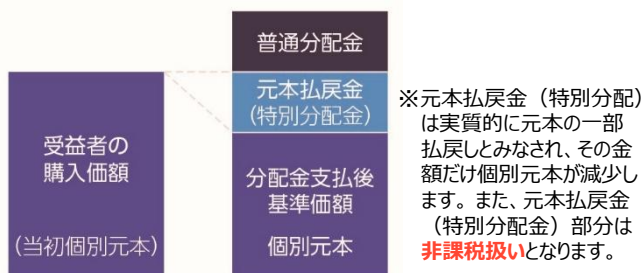 普通分配金
元本払戻金
(特別分配金)
受益者の
購入価額
(当初個別元本)
分配金支払後
基準価額
個別元本
※元本払戻金（特別分配）
は実質的に元本の一部
払戻しとみなされ、その金
額だけ個別元本が減少し
ます。また、元本払戻金
（特別分配金）部分は
非課税扱いとなります。